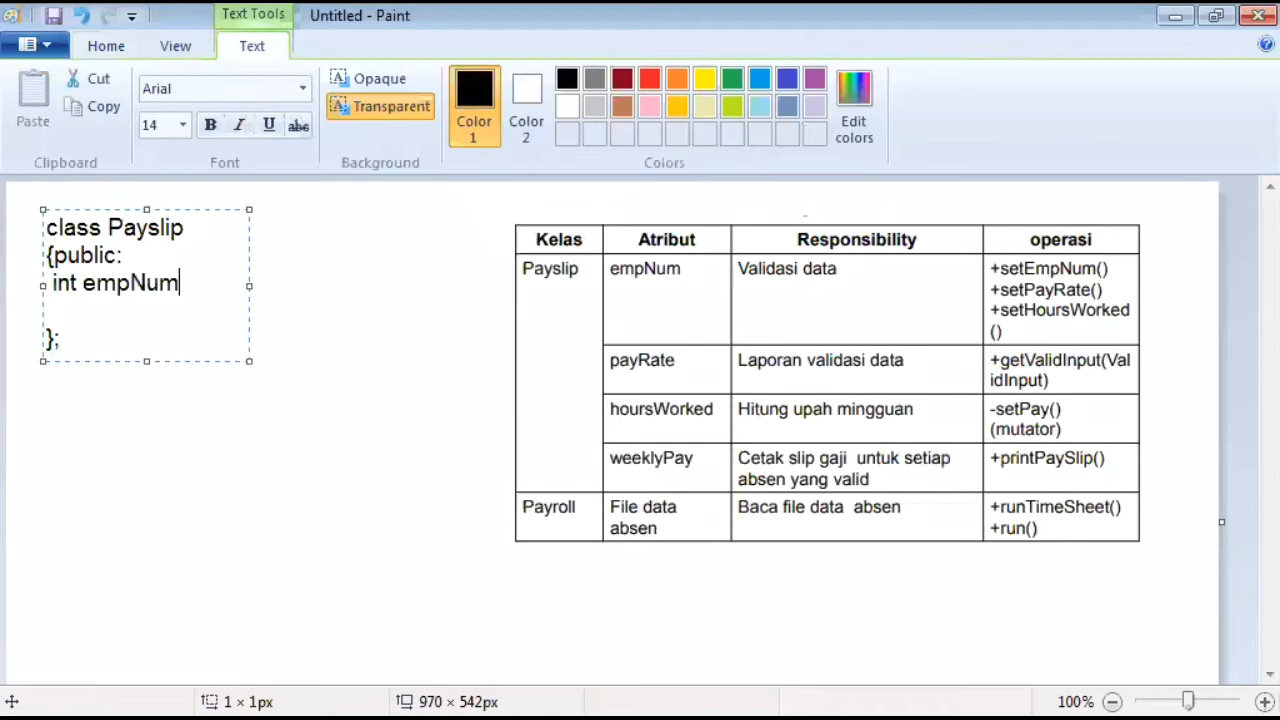 Text Tools
Untitled - Paint
Home
View
Text
Paste
Cut
Copy
Clipboard
Arial
14
B I U abc
Font
Opaque
Transparent
Background
Color 1
Color 2
Edit colors
Colors
class Payslip
{public:
int empNum
};
Kelas Atribut Responsibility operasi
Payslip empNum Validasi data +setEmpNum()
+setPayRate()
+setHoursWorked
()
payRate Laporan validasi data +getValidInput(Val
idInput)
hoursWorked Hitung upah mingguan -setPay()
(mutator)
weeklyPay Cetak slip gaji untuk setiap +printPaySlip()
absen yang valid
Payroll File data Baca file data absen +runTimeSheet()
absen +run()
1 × 1px
970 × 542px
100%